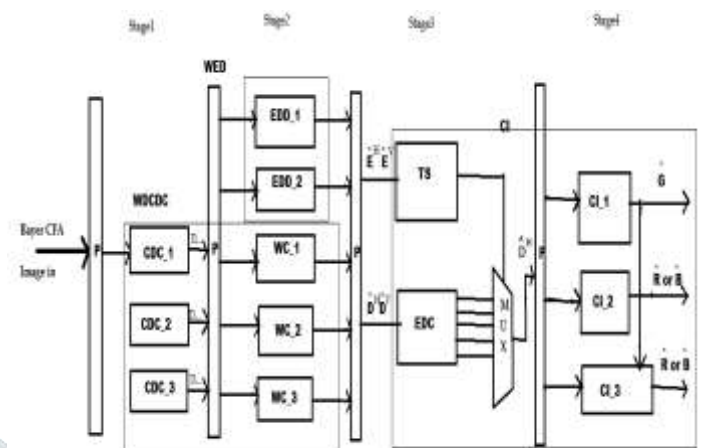 Stage1
Stage2
Stage3
Stage4
WED
CI
WDCDC
Bayer CFA
Image in
P
P
P
P
CDC_1
CDC_2
CDC_3
EDD_1
EDD_2
WC_1
WC_2
WC_3
TS
EDC
M
U
X
CI_1
CI_2
CI_3
G
R or B
R or B